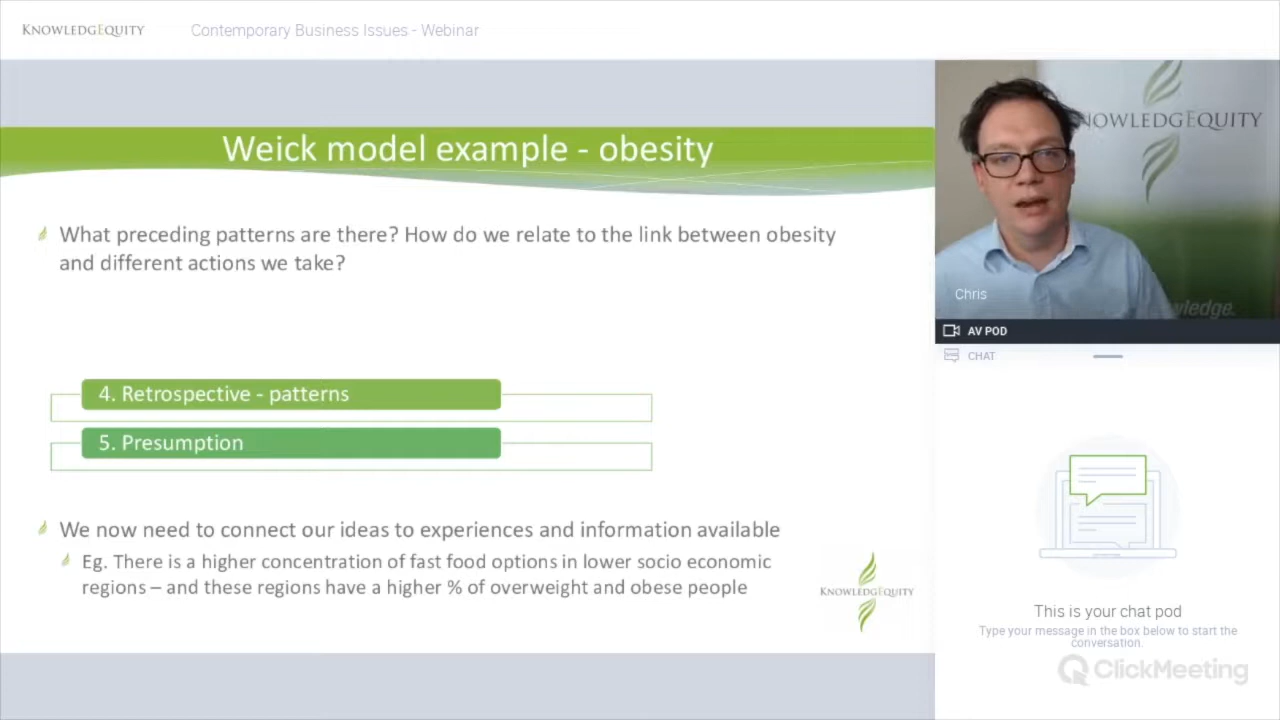 KNOWLEDGEQUITY
Contemporary Business Issues - Webinar
Weick model example - obesity
What preceding patterns are there? How do we relate to the link between obesity
and different actions we take?
4. Retrospective - patterns
5. Presumption
We now need to connect our ideas to experiences and information available
Eg. There is a higher concentration of fast food options in lower socio economic
regions – and these regions have a higher % of overweight and obese people
KNOWLEDGEQUITY
KNOWLEDGEQUITY
Chris
wledge.
AV POD
CHAT
This is your chat pod
Type your message in the box below to start the
conversation.
ClickMeeting